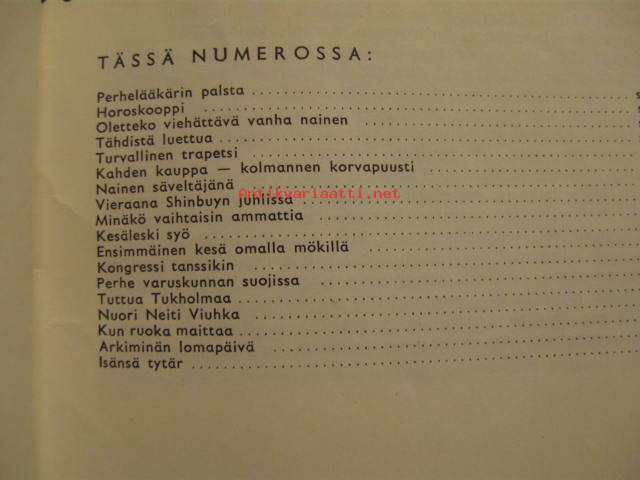 TÄSSÄ NUMEROSSA:
Perhelääkärin palsta
Horoskooppi
Oletteko viehättävä vanha nainen
Tähdistä luettua
Turvallinen trapetsi
Kahden kauppa — kolmannen korvapuusti
Nainen säveltäjänä
Antikvariaatti.net
Vieraana Shinbuyn juhlissa
Minäkö vaihtaisin ammattia
Kesäleski syö
Ensimmäinen kesä omalla mökillä
Kongressi tanssikin
Perhe varuskunnan suojissa
Tuttua Tukholmaa
Nuori Neiti Viuhka
Kun ruoka maittaa
Arkiminän lomapäivä
Isänsä tytär